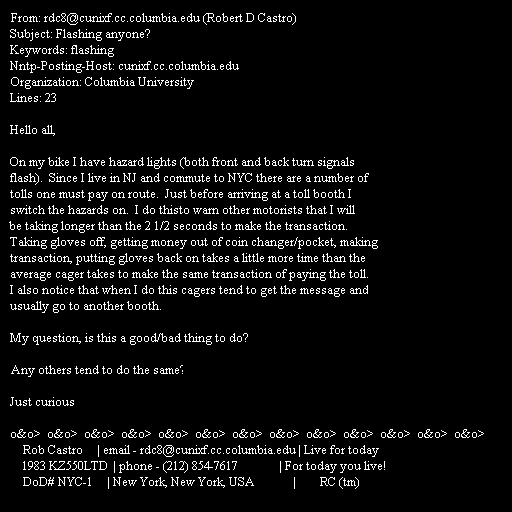 From: rdc8@cunixf.cc.columbia.edu (Robert D Castro)
Subject: Flashing anyone?
Keywords: flashing
Nntp-Posting-Host: cunixf.cc.columbia.edu
Organization: Columbia University
Lines: 23

Hello all,

On my bike I have hazard lights (both front and back turn signals
flash).  Since I live in NJ and commute to NYC there are a number of
tolls one must pay on route.  Just before arriving at a toll booth I
switch the hazards on.  I do thisto warn other motorists that I will
be taking longer than the 2 1/2 seconds to make the transaction.
Taking gloves off, getting money out of coin changer/pocket, making
transaction, putting gloves back on takes a little more time than the
average cager takes to make the same transaction of paying the toll.
I also notice that when I do this cagers tend to get the message and
usually go to another booth.

My question, is this a good/bad thing to do?

Any others tend to do the same?

Just curious

o&o>  o&o>  o&o>  o&o>  o&o>  o&o>  o&o>  o&o>  o&o>  o&o>  o&o>  o&o>  o&o>
    Rob Castro    | email - rdc8@cunixf.cc.columbia.edu | Live for today
    1983 KZ550LTD  | phone - (212) 854-7617             | For today you live!
    DoD# NYC-1    | New York, New York, USA            |       RC (tm)